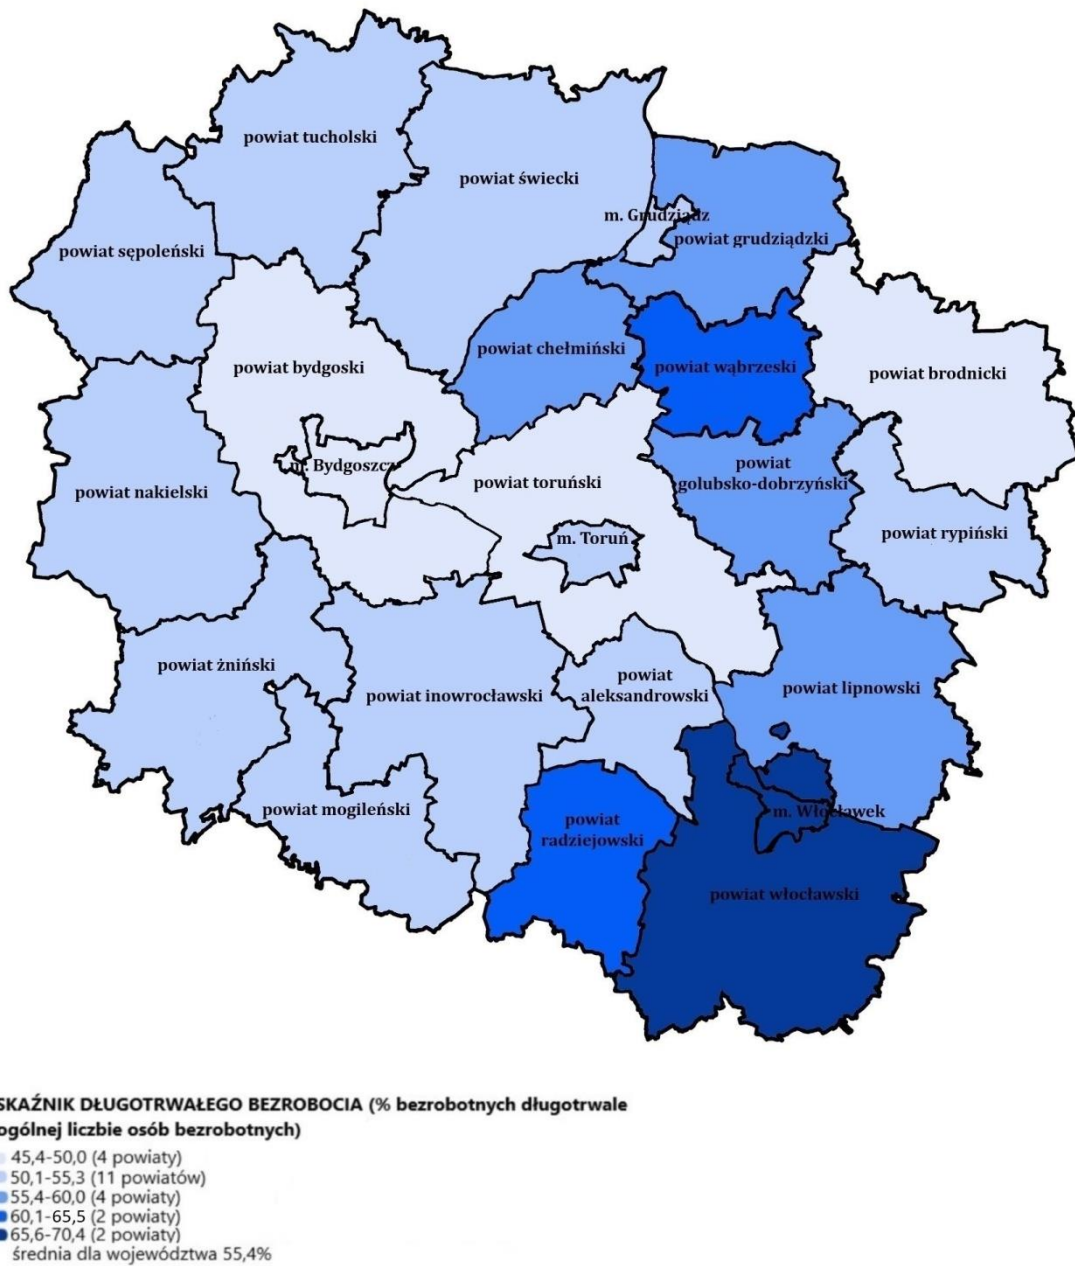 powiat tucholski
powiat świecki
m. Grudziądz
powiat grudziądzki
powiat sępoleński
powiat chełmiński
powiat wąbrzeski
powiat bydgoski
powiat brodnicki
m. Bydgoszcz
powiat
golubsko-dobrzyński
powiat toruński
powiat nakielski
m. Toruń
powiat rypiński
powiat żniński
powiat inowrocławski
powiat
aleksandrowski
powiat lipnowski
powiat mogileński
powiat
radziejowski
m. Włocławek
powiat włocławski
SKAŹNIK DŁUGOTRWAŁEGO BEZROBOCIA (% bezrobotnych długotrwale
ogólnej liczbie osób bezrobotnych)
45,4-50,0 (4 powiaty)
50,1-55,3 (11 powiatów)
55,4-60,0 (4 powiaty)
60,1-65,5 (2 powiaty)
65,6-70,4 (2 powiaty)
średnia dla województwa 55,4%